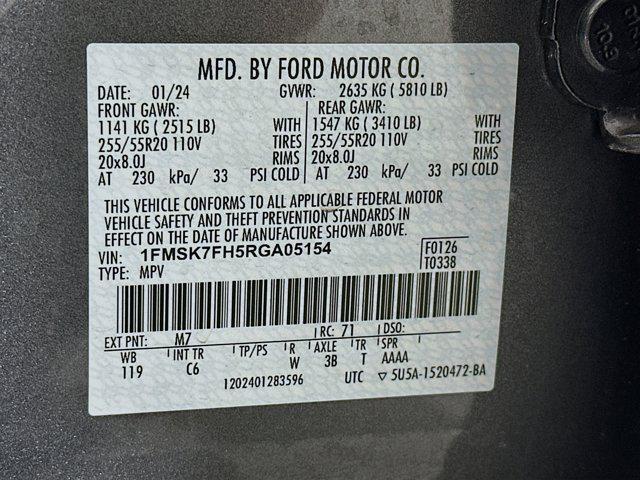 MFD. BY FORD MOTOR CO.
DATE: 01/24 GVWR: 2635 KG ( 5810 LB)
FRONT GAWR: REAR GAWR:
1141 KG ( 2515 LB) WITH 1547 KG ( 3410 LB) WITH
255/55R20 110V TIRES 255/55R20 110V TIRES
20x8.0J RIMS 20x8.0J RIMS
AT 230 kPa/ 33 PSI COLD AT 230 kPa/ 33 PSI COLD
THIS VEHICLE CONFORMS TO ALL APPLICABLE FEDERAL MOTOR
VEHICLE SAFETY AND THEFT PREVENTION STANDARDS IN
EFFECT ON THE DATE OF MANUFACTURE SHOWN ABOVE.
VIN: 1FMSK7FH5RGA05154 F0126
TYPE: MPV T0338
EXT PNT: M7 RC: 71 DSO:
WB INT TR TP/PS R AXLE TR SPR
119 C6 W 3B T AAAA
1202401283596 UTC ▽ 5U5A-1520472-BA